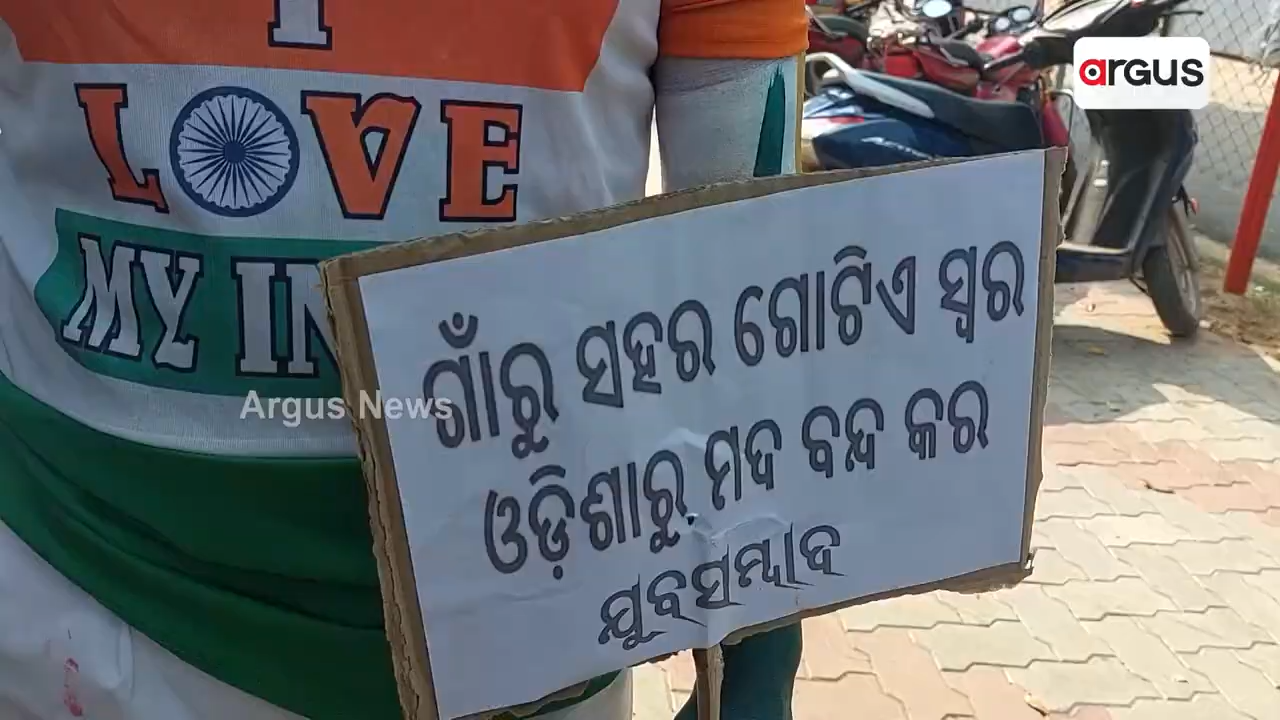 I
LOVE
MY IN
argus
Argus News
ଗାଁରୁ ସହର ଗୋଟିଏ ସ୍ୱର
ଓଡ଼ିଶାରୁ ମଦ ବନ୍ଦ କର
ଯୁବସମ୍ବାଦ